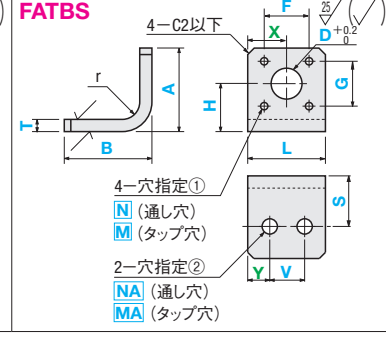 FATBS
4−C2以下
F
25
X
D +0.2 0
r
A
H
G
T
B
L
4−穴指定①
N (通し穴)
M (タップ穴)
S
2−穴指定②
NA (通し穴)
MA (タップ穴)
Y
V